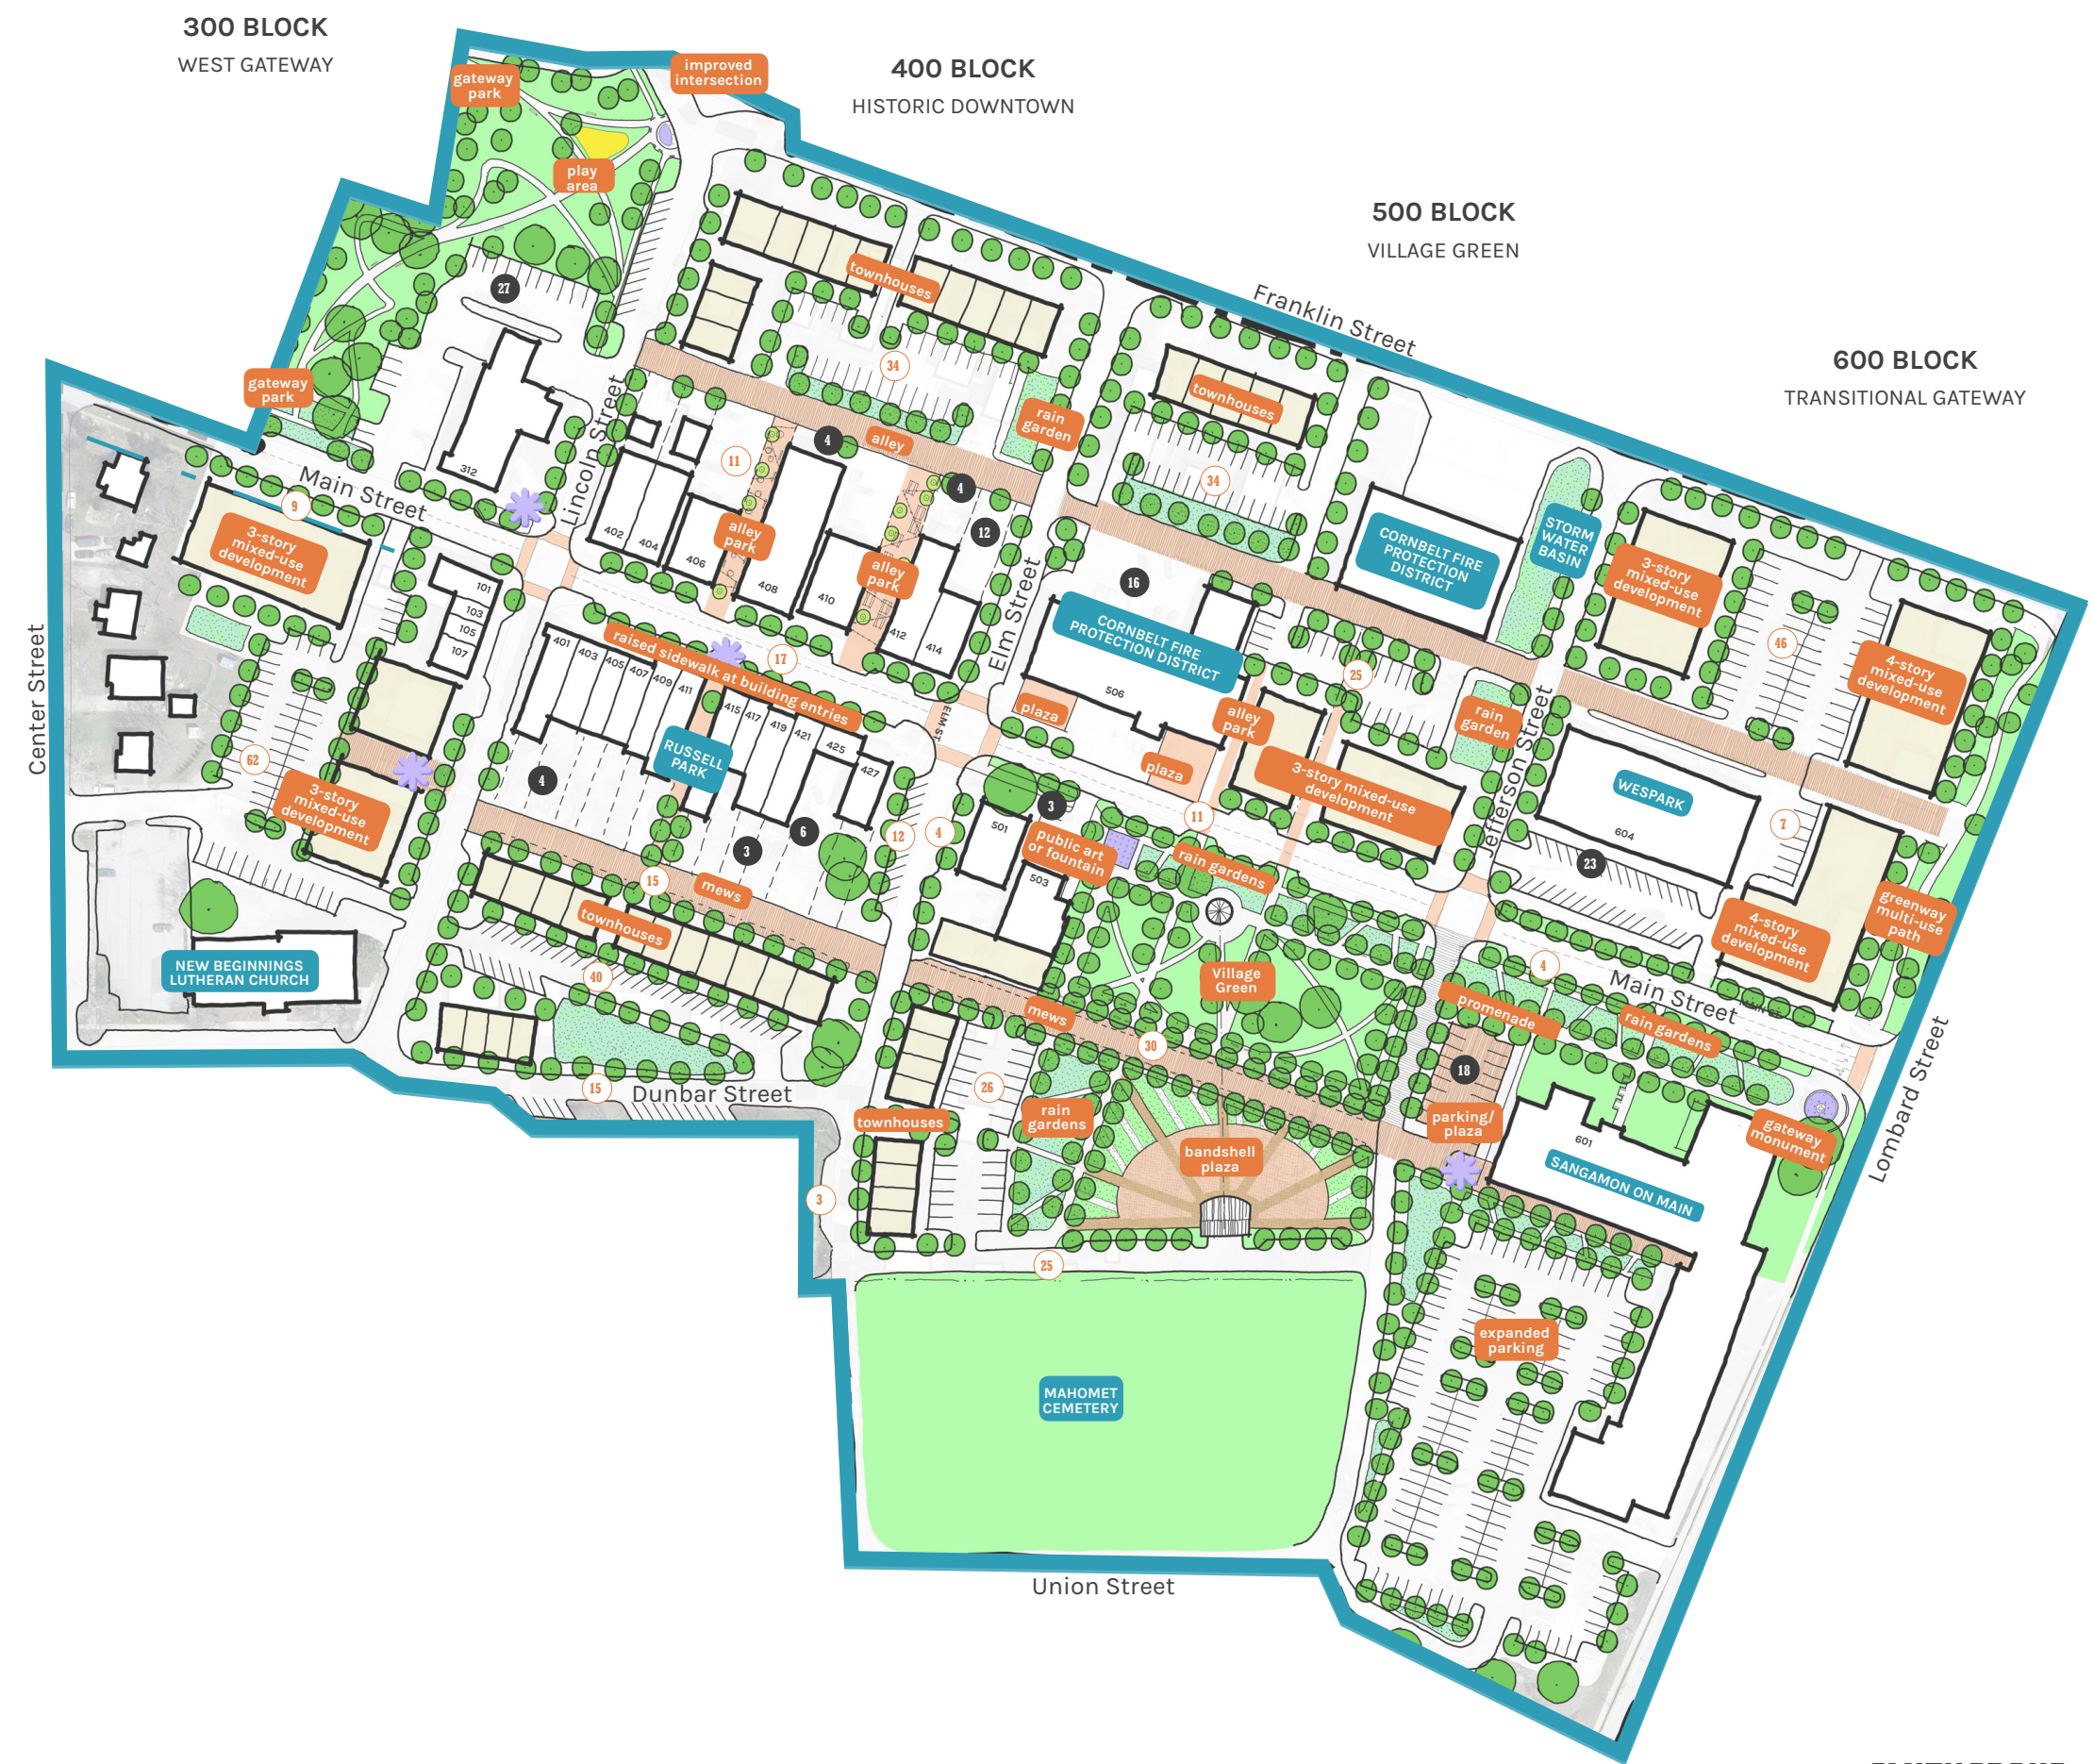 300 BLOCK
WEST GATEWAY
400 BLOCK
HISTORIC DOWNTOWN
500 BLOCK
VILLAGE GREEN
600 BLOCK
TRANSITIONAL GATEWAY
gateway
park
improved
intersection
play
area
27
townhouses
34
rain
garden
alley
4
4
12
11
alley
park
alley
park
402
404
406
408
410
412
414
312
Lincoln Street
gateway
park
Main Street
9
3-story
mixed-use
development
101
103
105
107
Center Street
62
3-story
mixed-use
development
NEW BEGINNINGS
LUTHERAN CHURCH
raised sidewalk at building entries
17
401
403
405
407
409
411
415
417
419
421
425
427
RUSSELL
PARK
4
3
6
12
15
mews
townhouses
40
15
Dunbar Street
3
Elm Street
ELM ST
Franklin Street
townhouses
34
16
CORNBELT FIRE
PROTECTION DISTRICT
506
plaza
plaza
CORNBELT FIRE
PROTECTION
DISTRICT
STORM
WATER
BASIN
25
alley
park
rain
garden
3-story mixed-use
development
11
4
3
501
503
public art
or fountain
rain gardens
Village
Green
mews
30
26
townhouses
rain
gardens
bandshell
plaza
25
MAHOMET
CEMETERY
Union Street
Jefferson Street
3-story
mixed-use
development
46
4-story
mixed-use
development
WESPARK
604
7
23
4-story
mixed-use
development
greenway
multi-use
path
4
Main Street
promenade
rain gardens
18
parking/
plaza
gateway
monument
601
SANGAMON ON MAIN
expanded
parking
Lombard Street